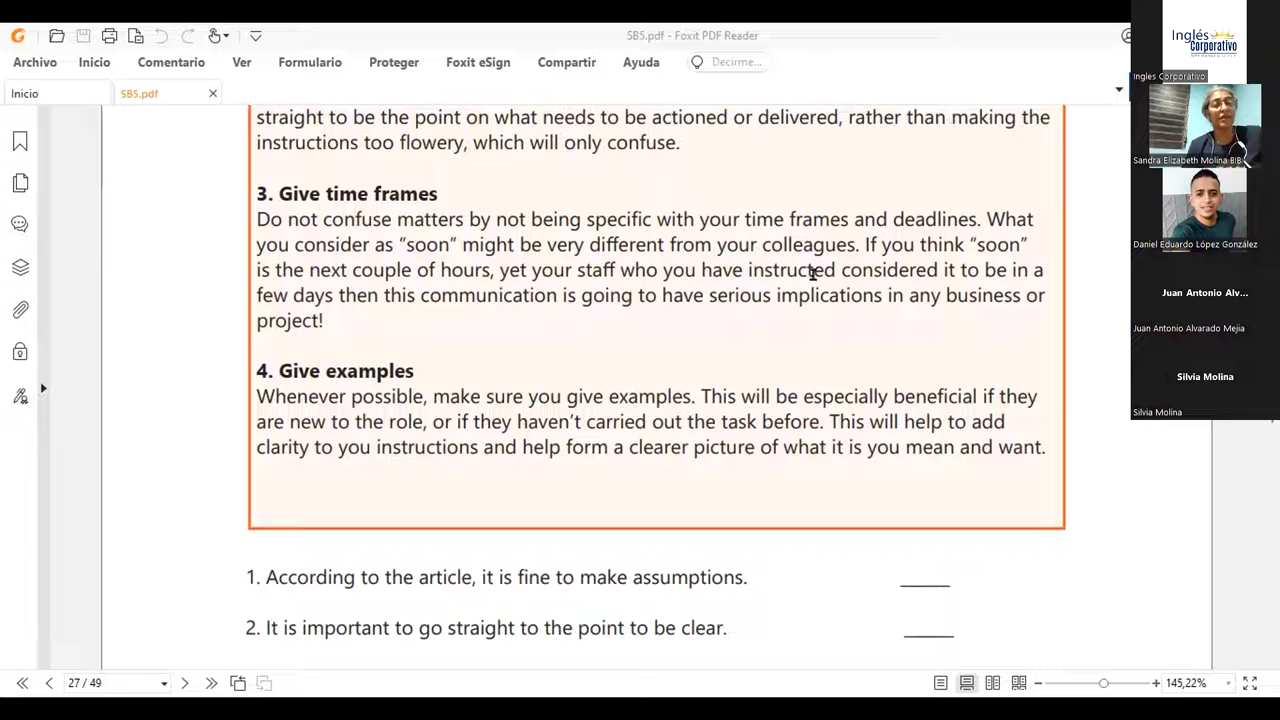 SB5.pdf - Foxit PDF Reader
Archivo Inicio Comentario Ver Formulario Proteger Foxit eSign Compartir Ayuda Decirme...
Inicio SB5.pdf
straight to be the point on what needs to be actioned or delivered, rather than making the
instructions too flowery, which will only confuse.
3. Give time frames
Do not confuse matters by not being specific with your time frames and deadlines. What
you consider as “soon” might be very different from your colleagues. If you think “soon”
is the next couple of hours, yet your staff who you have instructed considered it to be in a
few days then this communication is going to have serious implications in any business or
project!
4. Give examples
Whenever possible, make sure you give examples. This will be especially beneficial if they
are new to the role, or if they haven’t carried out the task before. This will help to add
clarity to you instructions and help form a clearer picture of what it is you mean and want.
1. According to the article, it is fine to make assumptions. _____
2. It is important to go straight to the point to be clear. _____
27 / 49
145,22%
Inglés
Corporativo
Ingles Corporativo
Sandra Elizabeth Molina BIB
Daniel Eduardo López González
Juan Antonio Alv...
Juan Antonio Alvarado Mejia
Silvia Molina
Silvia Molina